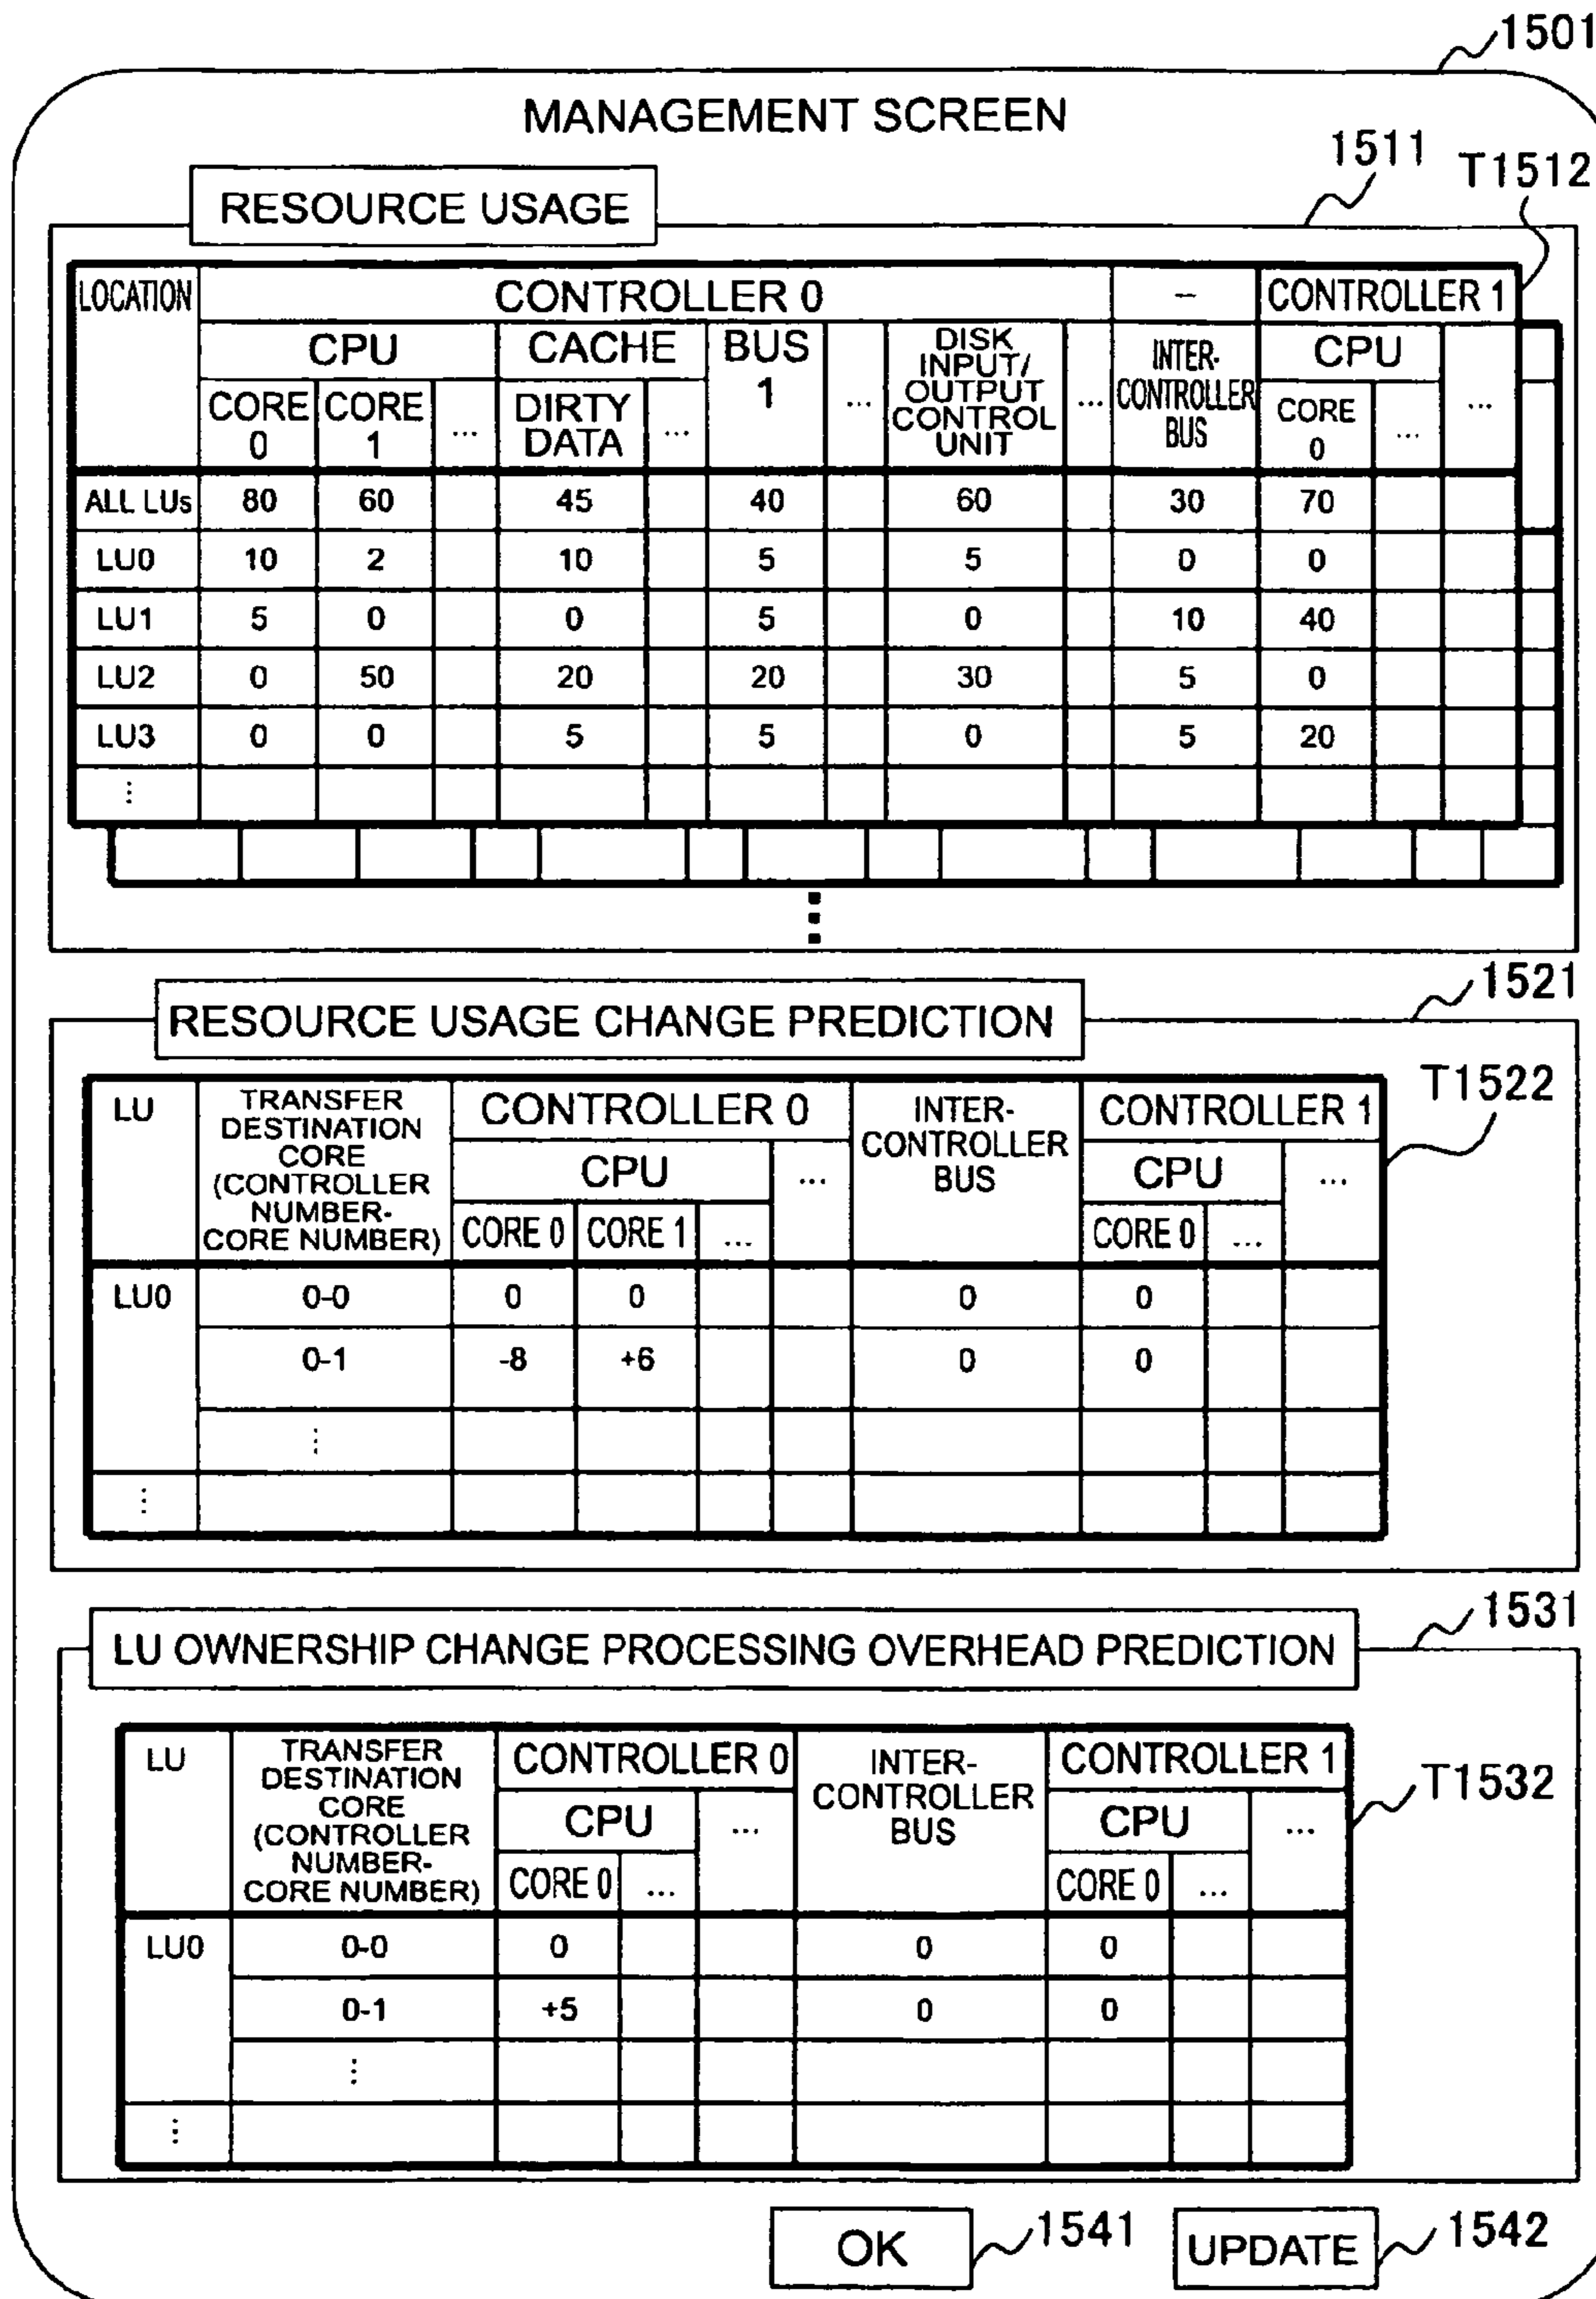 1501
MANAGEMENT SCREEN
1511
T1512
RESOURCE USAGE
LOCATION CONTROLLER 0 – CONTROLLER 1
CPU CACHE BUS 1 ... DISK INPUT/ OUTPUT CONTROL UNIT ... INTER- CONTROLLER BUS CPU ...
CORE 0 CORE 1 ... DIRTY DATA ... CORE 0 ...
ALL LUs 80 60 45 40 60 30 70
LU0 10 2 10 5 5 0 0
LU1 5 0 0 5 0 10 40
LU2 0 50 20 20 30 5 0
LU3 0 0 5 5 0 5 20
⋮
⋮
1521
RESOURCE USAGE CHANGE PREDICTION
T1522
LU TRANSFER DESTINATION CORE (CONTROLLER NUMBER- CORE NUMBER) CONTROLLER 0 INTER- CONTROLLER BUS CONTROLLER 1
CPU ... CPU ...
CORE 0 CORE 1 ... CORE 0 ...
LU0 0-0 0 0 0 0
0-1 -8 +6 0 0
⋮
⋮
1531
LU OWNERSHIP CHANGE PROCESSING OVERHEAD PREDICTION
LU TRANSFER DESTINATION CORE (CONTROLLER NUMBER- CORE NUMBER) CONTROLLER 0 INTER- CONTROLLER BUS CONTROLLER 1
T1532
CPU ... CPU ...
CORE 0 ... CORE 0 ...
LU0 0-0 0 0 0
0-1 +5 0 0
⋮
⋮
OK 1541 UPDATE 1542